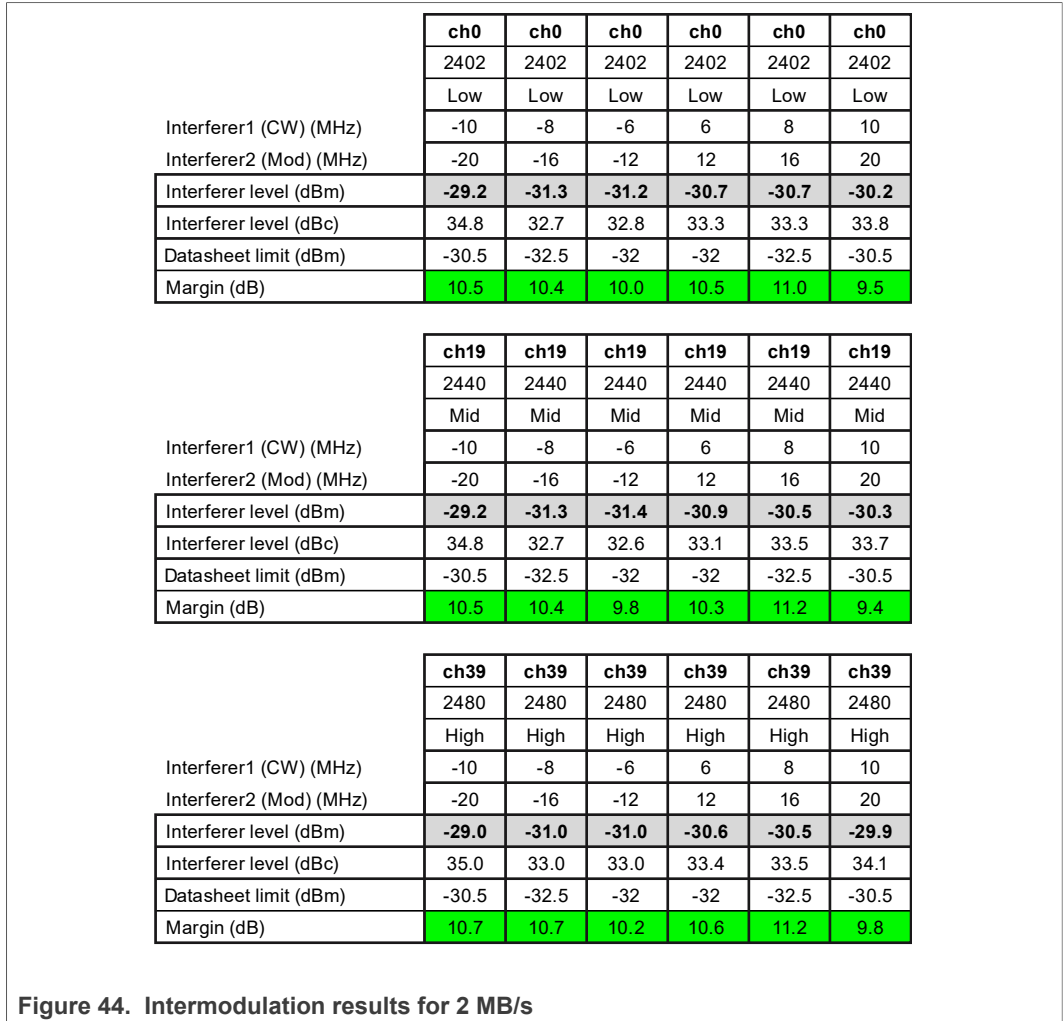 ch0 ch0 ch0 ch0 ch0 ch0
2402 2402 2402 2402 2402 2402
Low Low Low Low Low Low
Interferer1 (CW) (MHz) -10 -8 -6 6 8 10
Interferer2 (Mod) (MHz) -20 -16 -12 12 16 20
Interferer level (dBm) -29.2 -31.3 -31.2 -30.7 -30.7 -30.2
Interferer level (dBc) 34.8 32.7 32.8 33.3 33.3 33.8
Datasheet limit (dBm) -30.5 -32.5 -32 -32 -32.5 -30.5
Margin (dB) 10.5 10.4 10.0 10.5 11.0 9.5
ch19 ch19 ch19 ch19 ch19 ch19
2440 2440 2440 2440 2440 2440
Mid Mid Mid Mid Mid Mid
Interferer1 (CW) (MHz) -10 -8 -6 6 8 10
Interferer2 (Mod) (MHz) -20 -16 -12 12 16 20
Interferer level (dBm) -29.2 -31.3 -31.4 -30.9 -30.5 -30.3
Interferer level (dBc) 34.8 32.7 32.6 33.1 33.5 33.7
Datasheet limit (dBm) -30.5 -32.5 -32 -32 -32.5 -30.5
Margin (dB) 10.5 10.4 9.8 10.3 11.2 9.4
ch39 ch39 ch39 ch39 ch39 ch39
2480 2480 2480 2480 2480 2480
High High High High High High
Interferer1 (CW) (MHz) -10 -8 -6 6 8 10
Interferer2 (Mod) (MHz) -20 -16 -12 12 16 20
Interferer level (dBm) -29.0 -31.0 -31.0 -30.6 -30.5 -29.9
Interferer level (dBc) 35.0 33.0 33.0 33.4 33.5 34.1
Datasheet limit (dBm) -30.5 -32.5 -32 -32 -32.5 -30.5
Margin (dB) 10.7 10.7 10.2 10.6 11.2 9.8
Figure 44. Intermodulation results for 2 MB/s